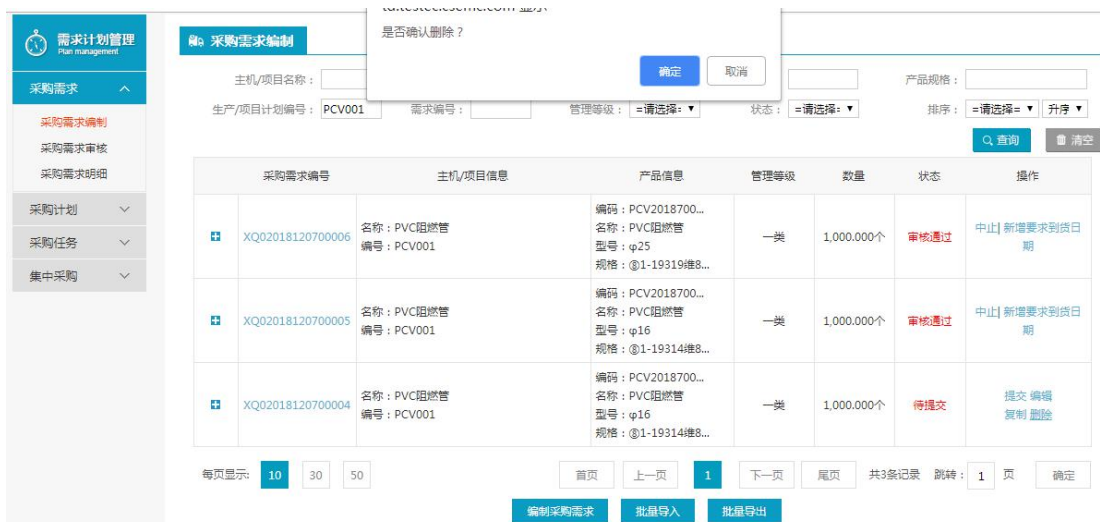 是否确认删除？
确定 取消
需求计划管理
Plan management
采购需求
采购需求编制
采购需求审核
采购需求明细
采购计划
采购任务
集中采购
采购需求编制
主机/项目名称： 产品规格：
生产/项目计划编号： PCV001 需求编号： 管理等级： =请选择= 状态： =请选择= 排序： =请选择= 升序
查询 清空
采购需求编号 主机/项目信息 产品信息 管理等级 数量 状态 操作
XQ02018120700006
名称：PVC阻燃管
编号：PCV001
编码：PCV2018700...
名称：PVC阻燃管
型号：φ25
规格：⑧1-19319维8...
一类 1,000.000个 审核通过
中止| 新增要求到货日
期
XQ02018120700005
名称：PVC阻燃管
编号：PCV001
编码：PCV2018700...
名称：PVC阻燃管
型号：φ16
规格：⑧1-19314维8...
一类 1,000.000个 审核通过
中止| 新增要求到货日
期
XQ02018120700004
名称：PVC阻燃管
编号：PCV001
编码：PCV2018700...
名称：PVC阻燃管
型号：φ16
规格：⑧1-19314维8...
一类 1,000.000个 待提交
提交 编辑
复制 删除
每页显示: 10 30 50 首页 上一页 1 下一页 尾页 共3条记录 跳转： 1 页 确定
编制采购需求 批量导入 批量导出